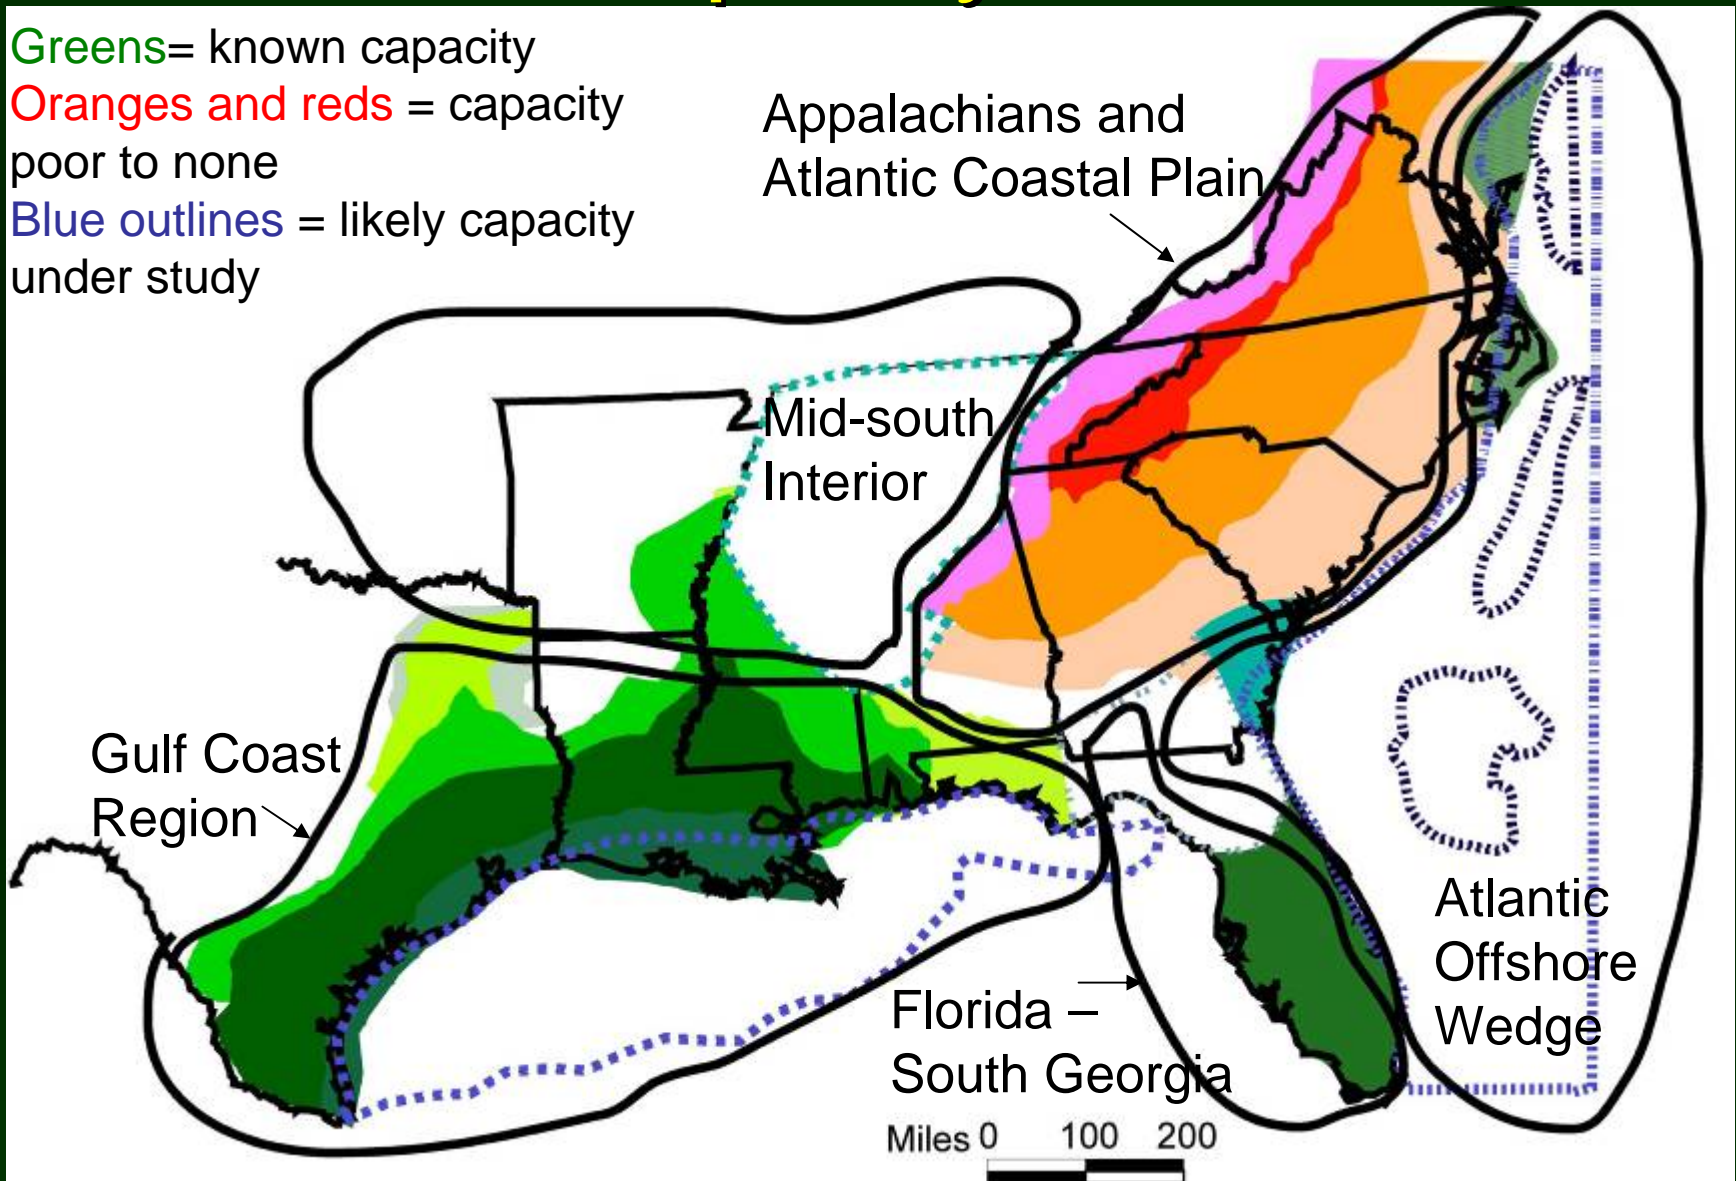 Greens= known capacity
Oranges and reds = capacity
poor to none
Blue outlines = likely capacity
under study
Appalachians and
Atlantic Coastal Plain
Mid-south
Interior
Gulf Coast
Region
Atlantic
Offshore
Wedge
Florida –
South Georgia
Miles 0 100 200